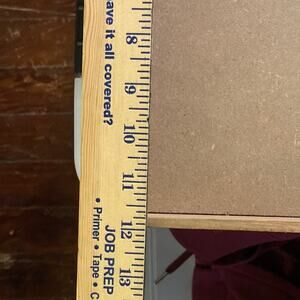 ave it all covered?
JOB PREP
• Primer • Tape • C
8
9
10
11
12
13